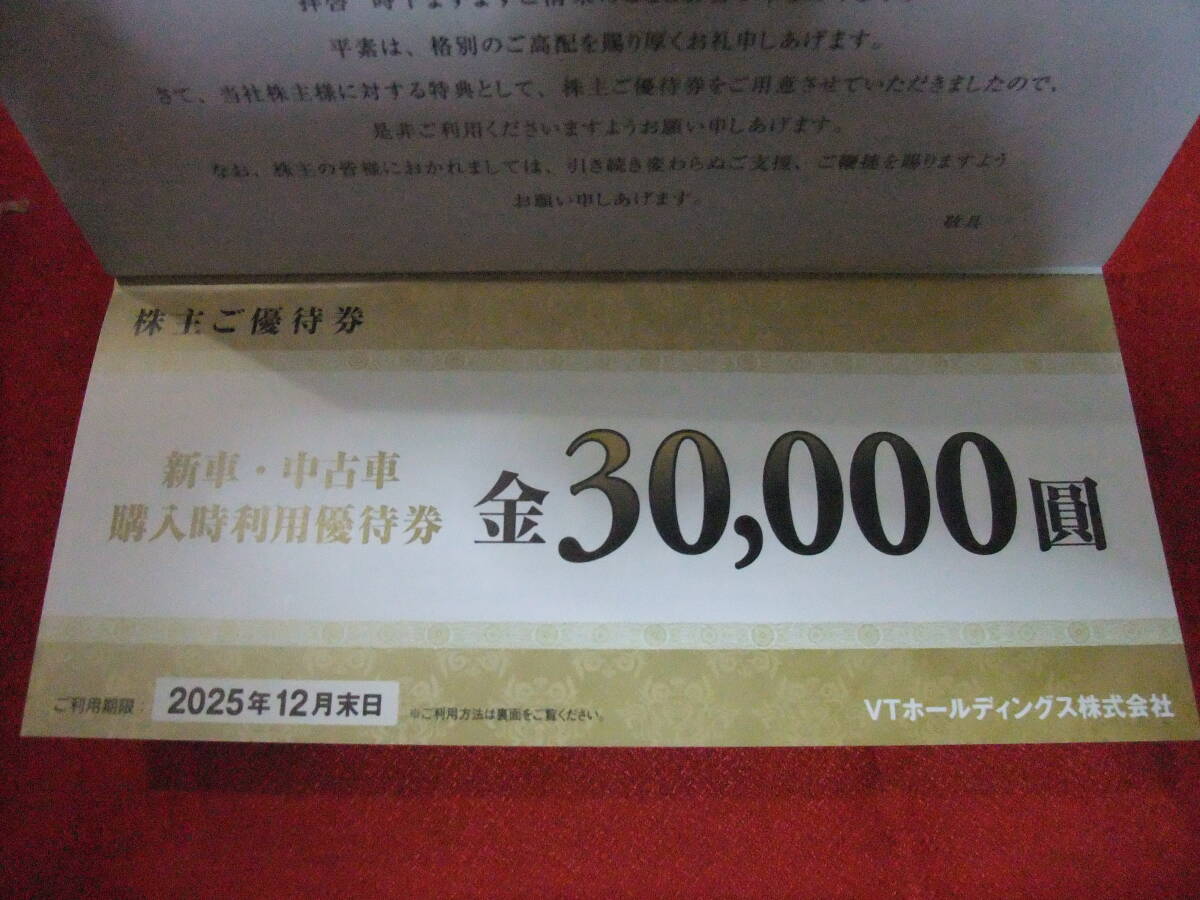 平素は、格別のご高配を賜り厚くお礼申しあげます。
さて、当社株主様に対する特典として、株主ご優待券をご用意させていただきましたので、
是非ご利用くださいますようお願い申しあげます。
なお、株主の皆様におかれましては、引き続き変わらぬご支援、ご鞭撻を賜りますよう
お願い申しあげます。
敬具
株主ご優待券
新車・中古車
購入時利用優待券
金30,000圓
ご利用期限: 2025年12月末日 ※ご利用方法は裏面をご覧ください。
VTホールディングス株式会社